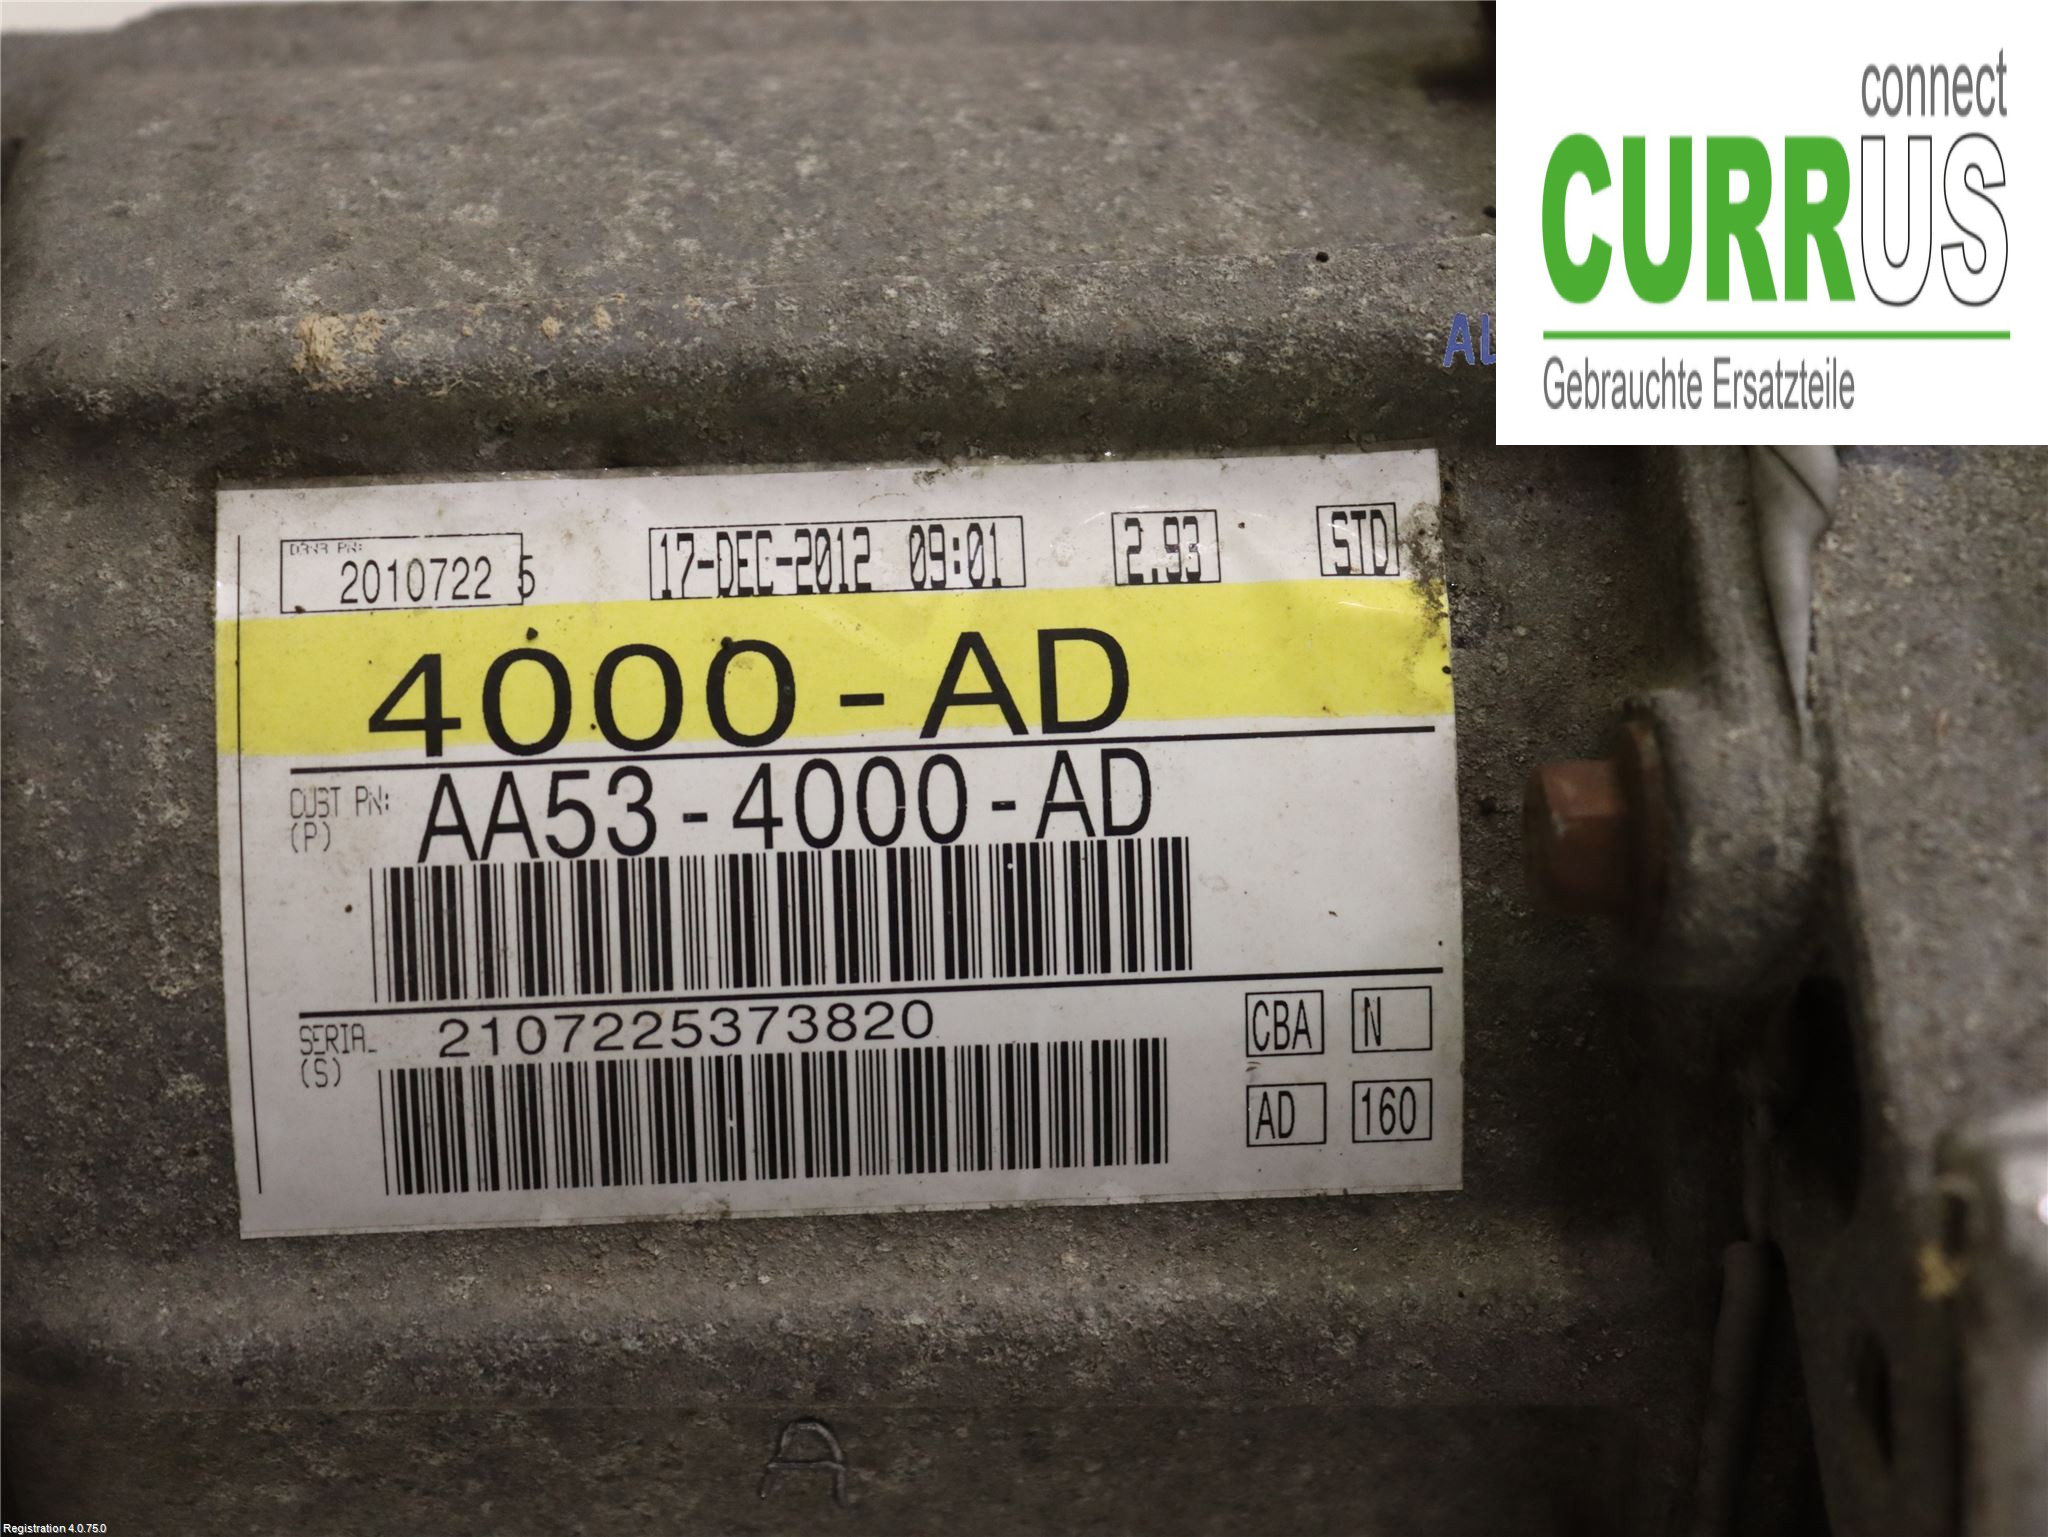 connect
CURRUS
Gebrauchte Ersatzteile
PN:
2010722 5
17-DEC-2012 09:01
2.93
STD
4000-AD
CUST PN:
(P)
AA53-4000-AD
SERIAL
(S)
2107225373820
CBA
N
AD
160
A
Registration 4.0.75.0